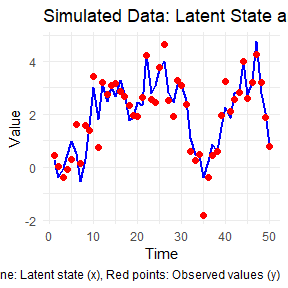 Simulated Data: Latent State a
Value
4
2
0
-2
0
10
20
30
40
50
Time
ne: Latent state (x), Red points: Observed values (y)